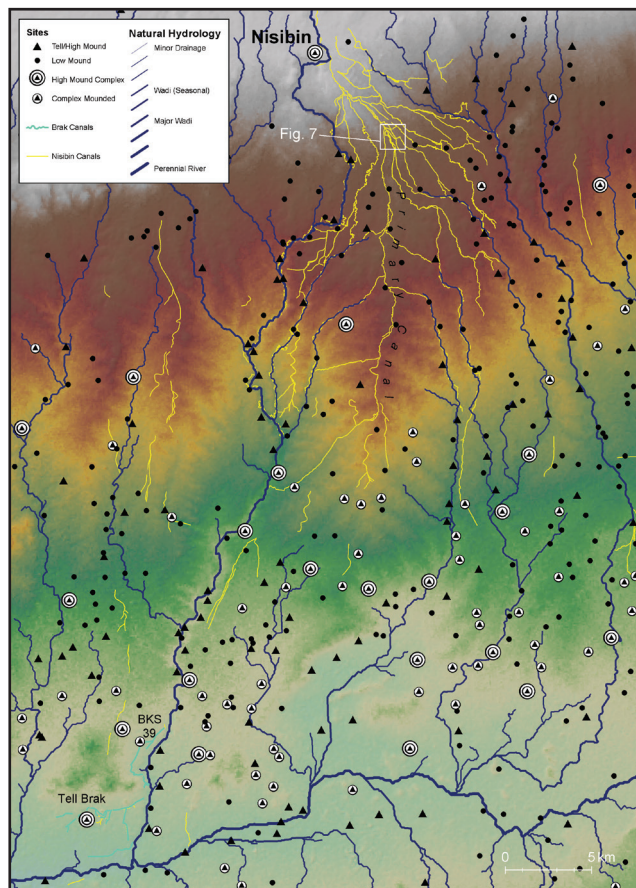 Sites
Natural Hydrology
Tell/High Mound
Low Mound
High Mound Complex
Complex Mounded
Brak Canals
Nisibin Canals
Minor Drainage
Wadi (Seasonal)
Major Wadi
Perennial River
Nisibin
Fig. 7
Primary Canal
BKS
39
Tell Brak
0 5 km